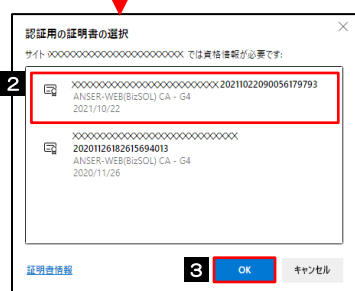 認証用の証明書の選択
サイト XXXXXXXXXXXXXXXXXXXXXX では資格情報が必要です:
2
XXXXXXXXXXXXXXXXXXXXXXXXX 20211022090056179793
ANSER-WEB(BizSOL) CA - G4
2021/10/22
XXXXXXXXXXXXXXXXXXXXXXXXXXXX
20201126182615694013
ANSER-WEB(BizSOL) CA - G4
2020/11/26
証明書情報
3
OK
キャンセル